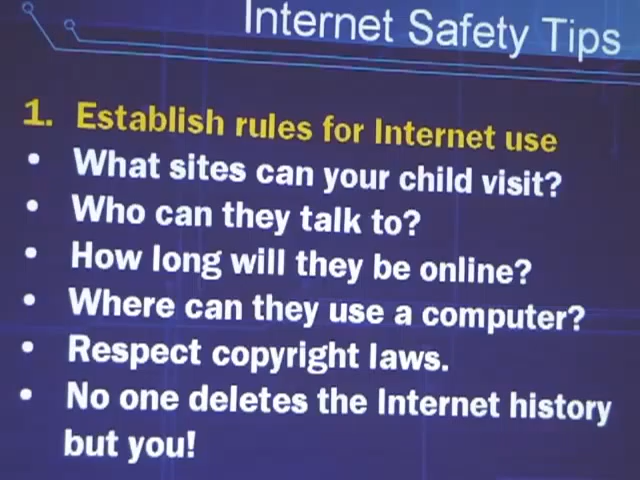 Internet Safety Tips
1. Establish rules for Internet use
• What sites can your child visit?
• Who can they talk to?
• How long will they be online?
• Where can they use a computer?
• Respect copyright laws.
• No one deletes the Internet history
but you!